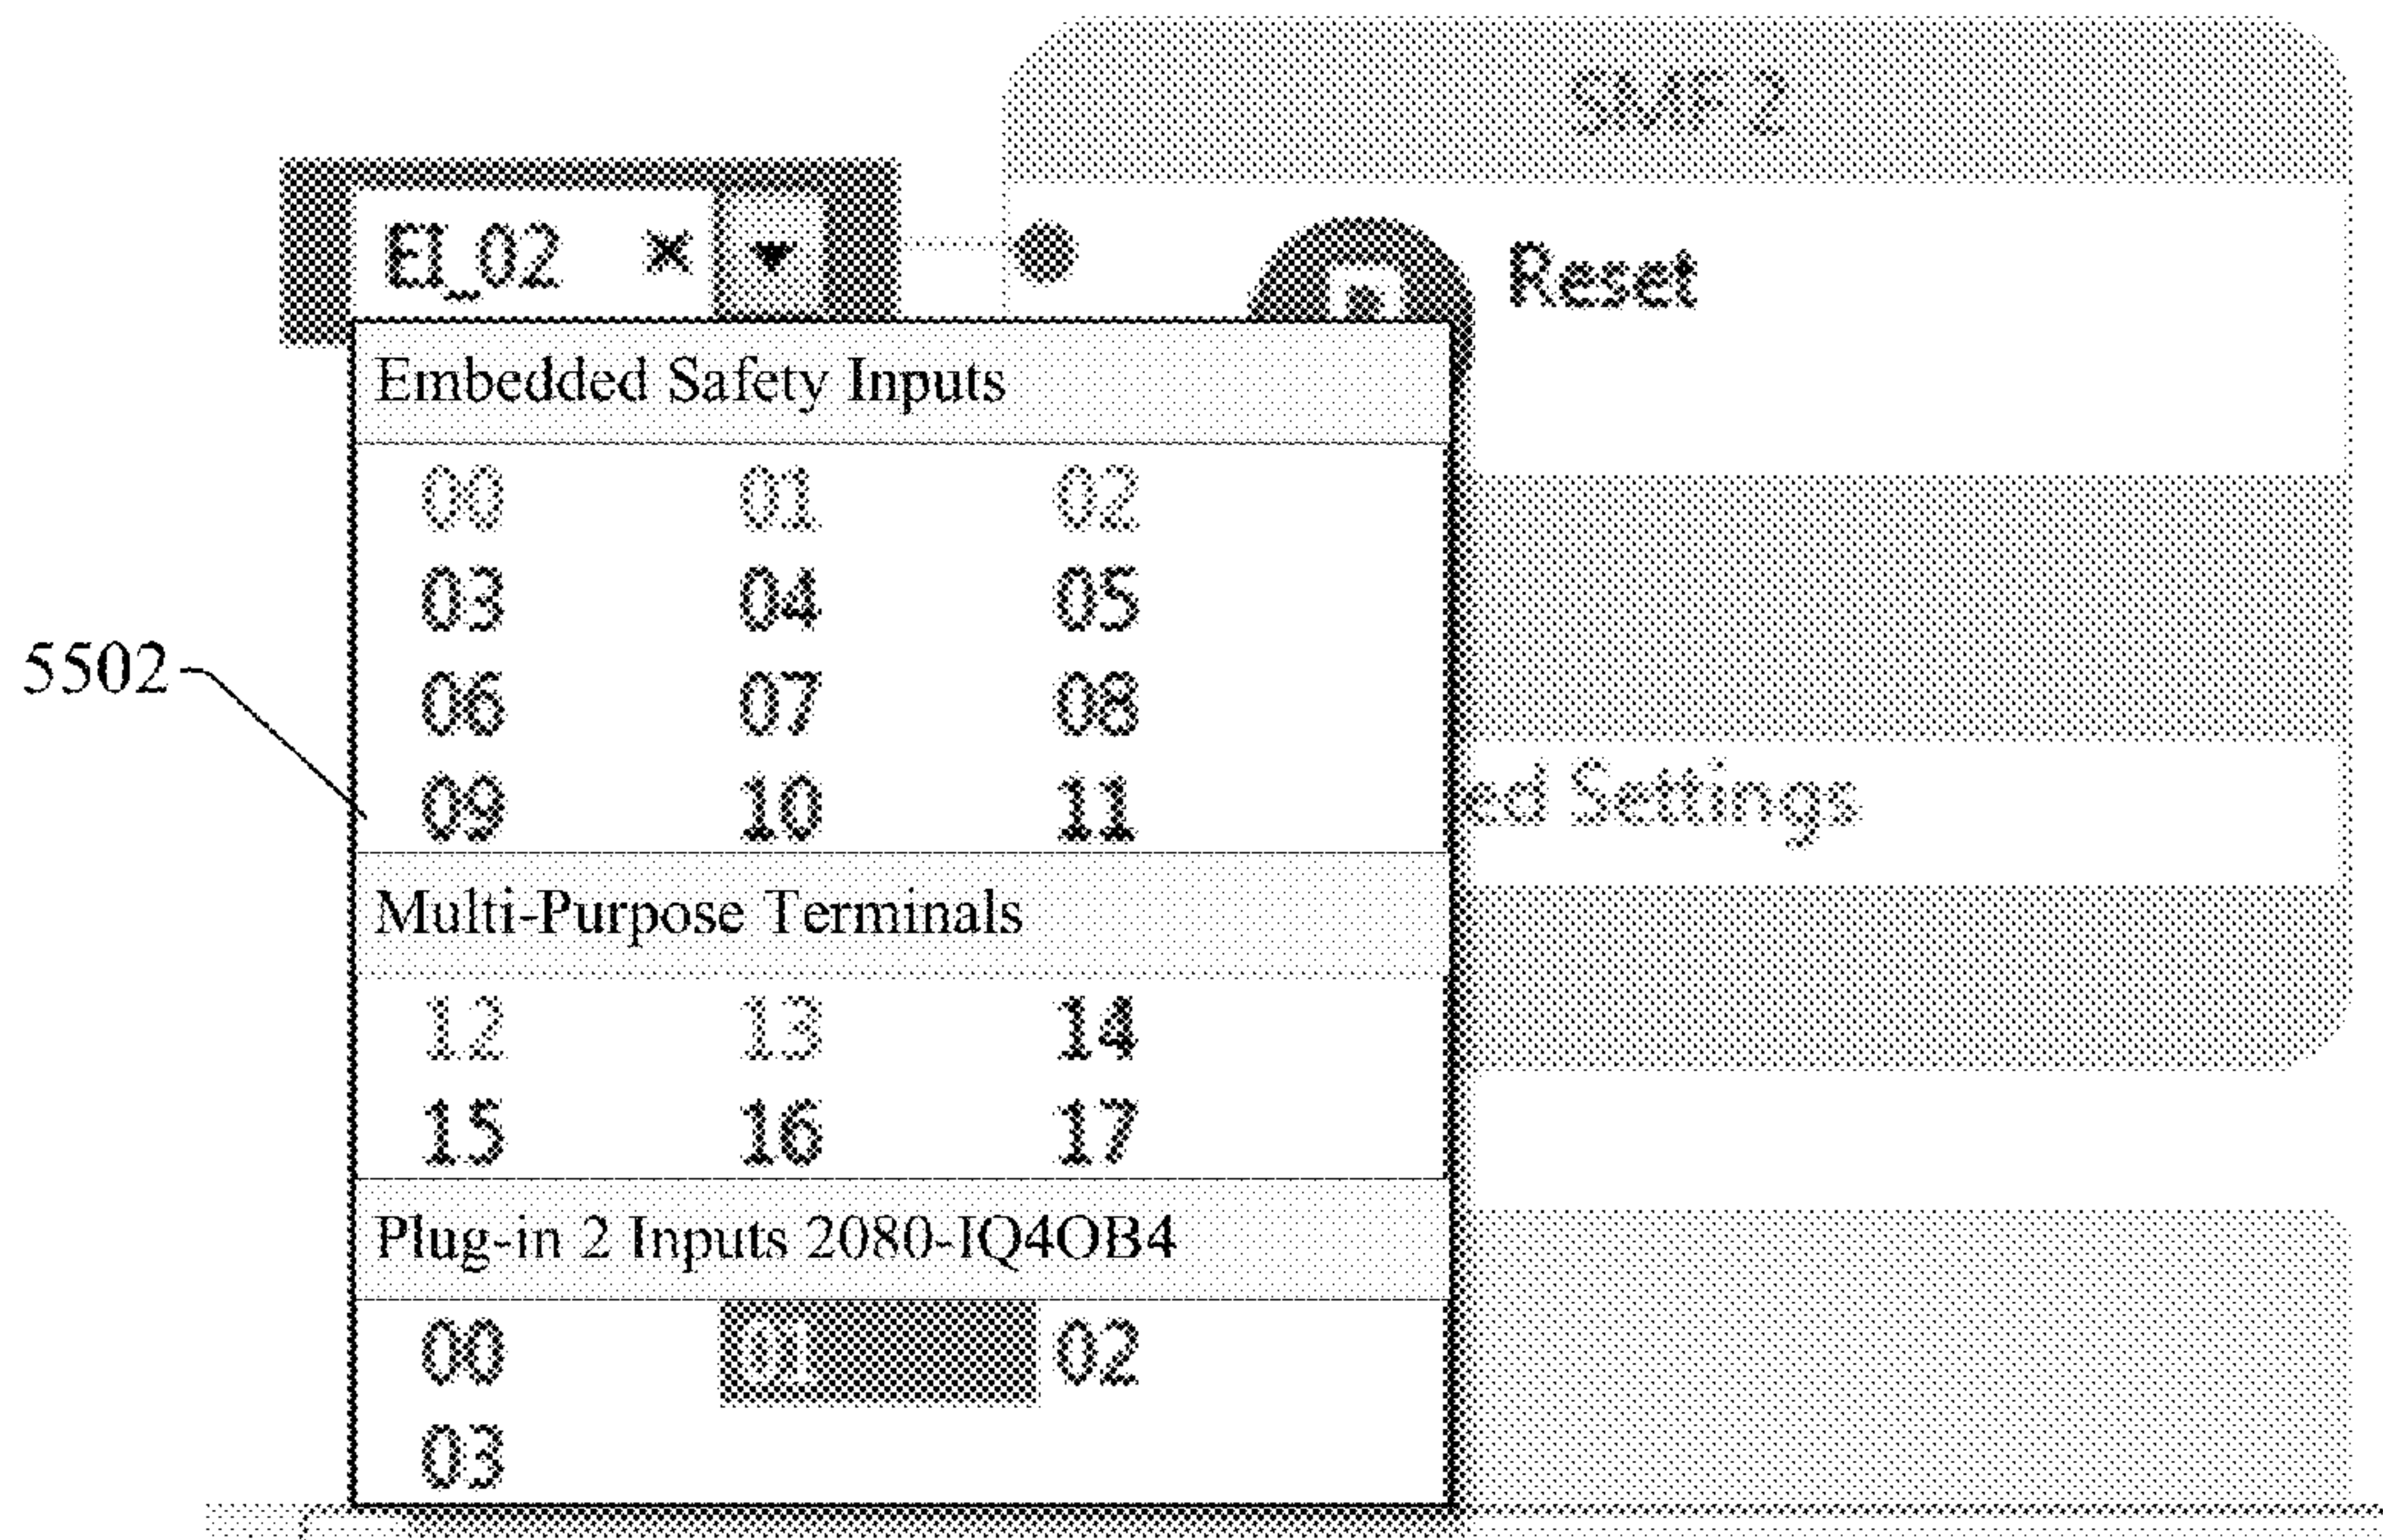 SMF 2
EI_02 × ▼
Reset
Embedded Safety Inputs
00 01 02
03 04 05
06 07 08
5502
09 10 11
ed Settings
Multi-Purpose Terminals
12 13 14
15 16 17
Plug-in 2 Inputs 2080-IQ4OB4
00 01 02
03